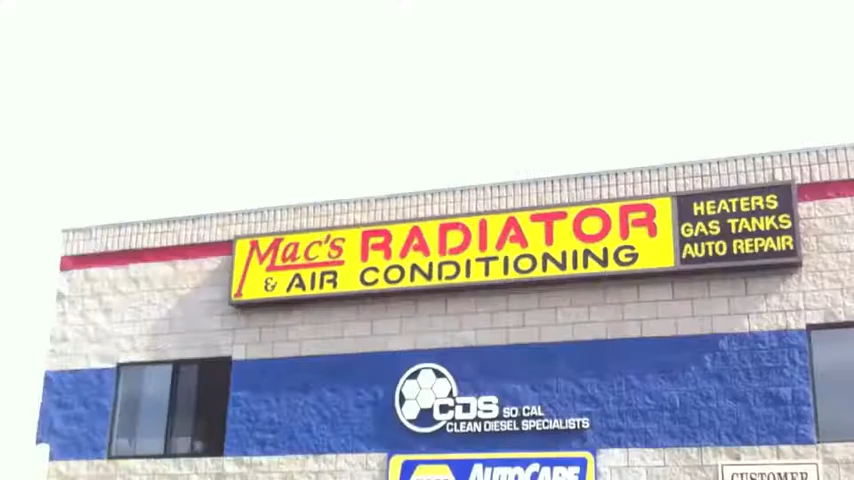 Mac's RADIATOR
& AIR CONDITIONING
HEATERS
GAS TANKS
AUTO REPAIR
CDS SO.CAL
CLEAN DIESEL SPECIALISTS
AUTOCARE
CUSTOMER